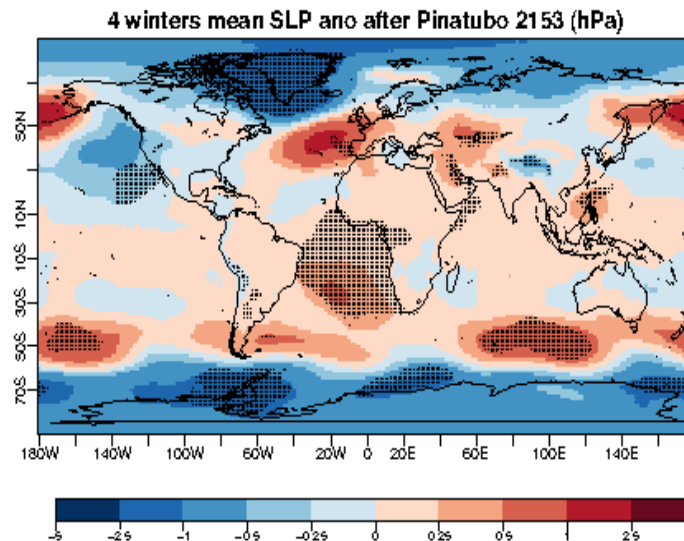 4 winters mean SLP ano after Pinatubo 2153 (hPa)
50N
10N
10S
30S
50S
70S
180W 140W 100W 60W 20W 0 20E 60E 100E 140E
-5 -2.5 -1 -0.5 -0.25 0 0.25 0.5 1 2.5